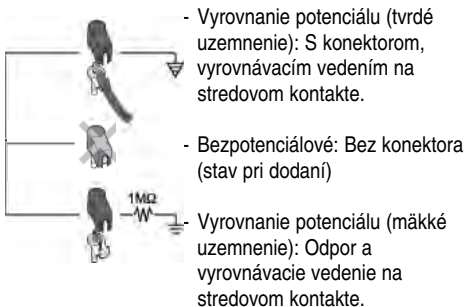 - Vyrovnanie potenciálu (tvrdé
uzemnenie): S konektorom,
vyrovnávacím vedením na
stredovom kontakte.
- Bezpotenciálové: Bez konektora
(stav pri dodaní)
1MΩ
- Vyrovnanie potenciálu (mäkké
uzemnenie): Odpor a
vyrovnávacie vedenie na
stredovom kontakte.